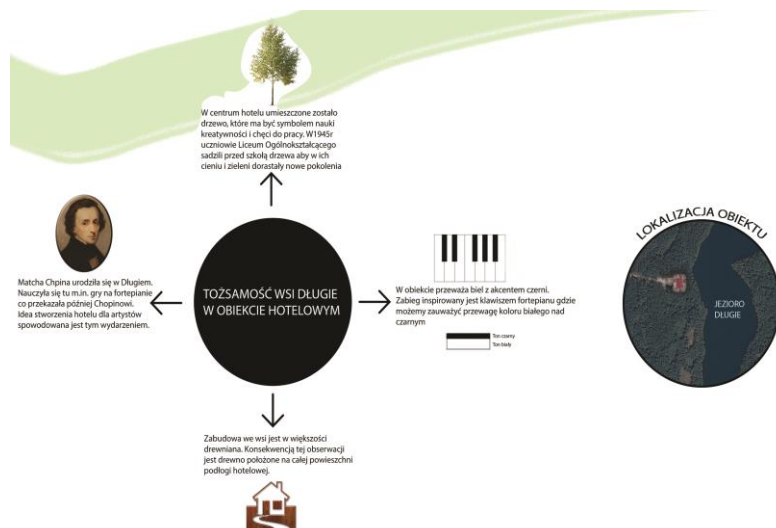 W centrum hotelu umieszczone zostało
drzewo, które ma być symbolem nauki
kreatywności i chęci do pracy. W1945r
uczniowie Liceum Ogólnokształcącego
sadzili przed szkołą drzewa aby w ich
cieniu i zieleni dorastały nowe pokolenia
Matcha Chpina urodziła się w Długiem.
Nauczyła się tu m.in. gry na fortepianie
co przekazała później Chopinowi.
Idea stworzenia hotelu dla artystów
spowodowana jest tym wydarzeniem.
TOŻSAMOŚĆ WSI DŁUGIE
W OBIEKCIE HOTELOWYM
W obiekcie przeważa biel z akcentem czerni.
Zabieg inspirowany jest klawiszem fortepianu gdzie
możemy zauważyć przewagę koloru białego nad
czarnym
Ton czarny
Ton biały
LOKALIZACJA OBIEKTU
JEZIORO
DŁUGIE
Zabudowa we wsi jest w większości
drewniana. Konsekwencją tej obserwacji
jest drewno położone na całej powieszchni
podłogi hotelowej.